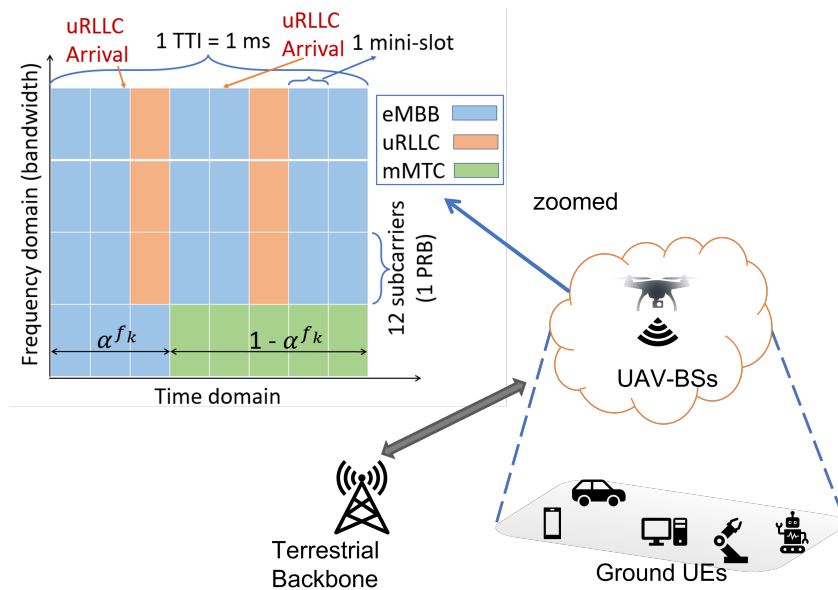 uRLLC
Arrival
1 TTI = 1 ms
uRLLC
Arrival
1 mini-slot
eMBB
uRLLC
mMTC
Frequency domain (bandwidth)
12 subcarriers
(1 PRB)
α^{f_k}
1 - α^{f_k}
Time domain
zoomed
UAV-BSs
Terrestrial
Backbone
Ground UEs